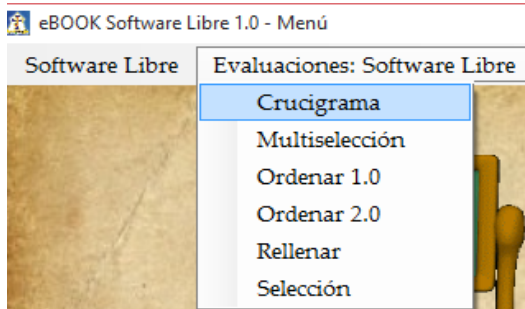 eBOOK Software Libre 1.0 - Menú
Software Libre Evaluaciones: Software Libre
Crucigrama
Multiselección
Ordenar 1.0
Ordenar 2.0
Rellenar
Selección